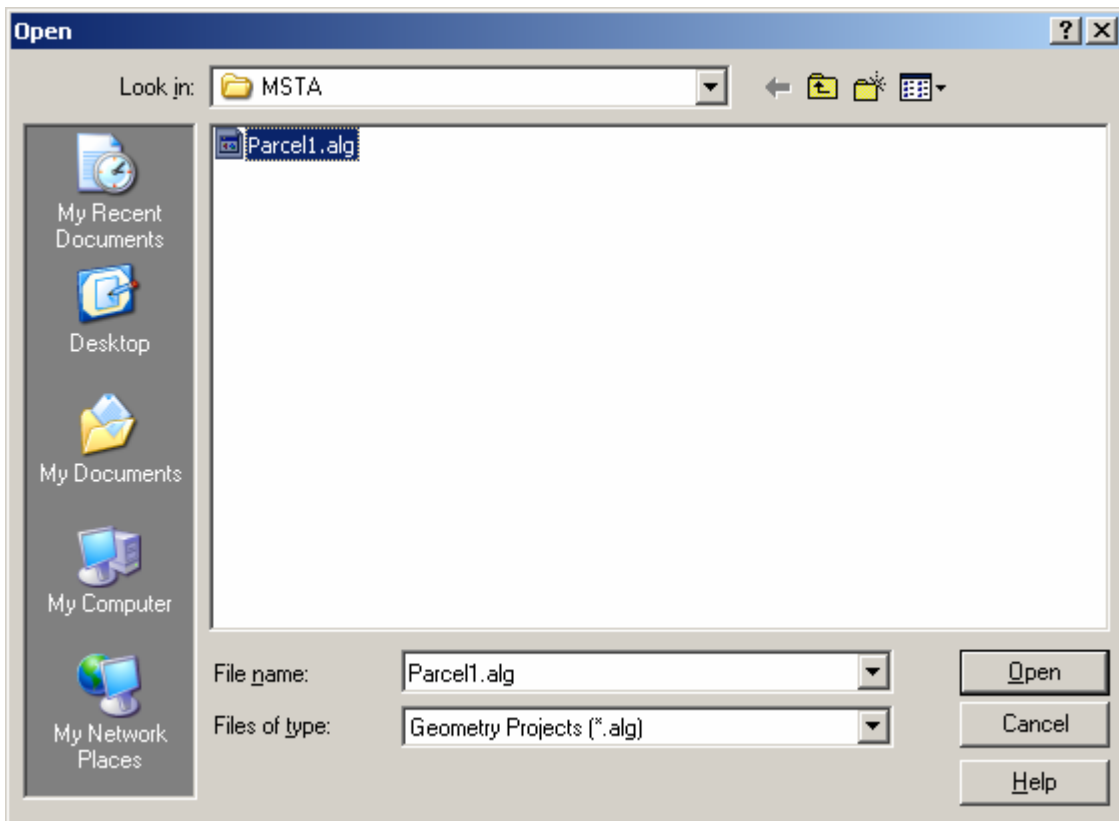 Open
Look in:
MSTA
Parcel1.alg
My Recent
Documents
Desktop
My Documents
My Computer
My Network
Places
File name:
Parcel1.alg
Open
Files of type:
Geometry Projects (*.alg)
Cancel
Help